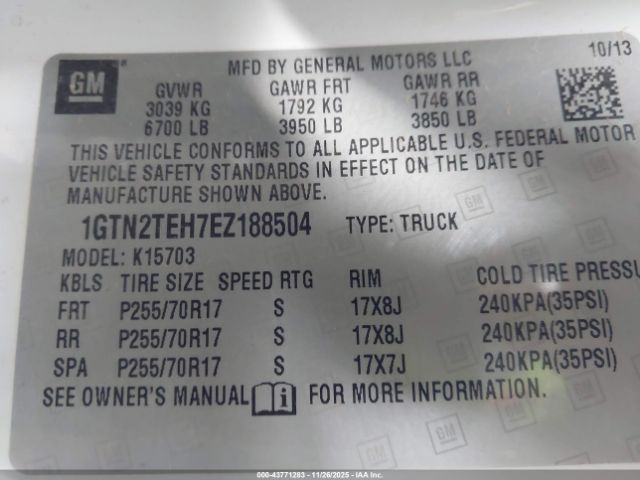 GM
MFD BY GENERAL MOTORS LLC
10/13
GVWR GAWR FRT GAWR RR
3039 KG 1792 KG 1746 KG
6700 LB 3950 LB 3850 LB
THIS VEHICLE CONFORMS TO ALL APPLICABLE U.S. FEDERAL MOTOR
VEHICLE SAFETY STANDARDS IN EFFECT ON THE DATE OF
MANUFACTURE SHOWN ABOVE.
1GTN2TEH7EZ188504 TYPE: TRUCK
MODEL: K15703
KBLS TIRE SIZE SPEED RTG RIM COLD TIRE PRESSU
FRT P255/70R17 S 17X8J 240KPA(35PSI)
RR P255/70R17 S 17X8J 240KPA(35PSI)
SPA P255/70R17 S 17X7J 240KPA(35PSI)
SEE OWNER'S MANUAL i FOR MORE INFORMATION.
000-43771283 - 11/26/2025 - IAA Inc.